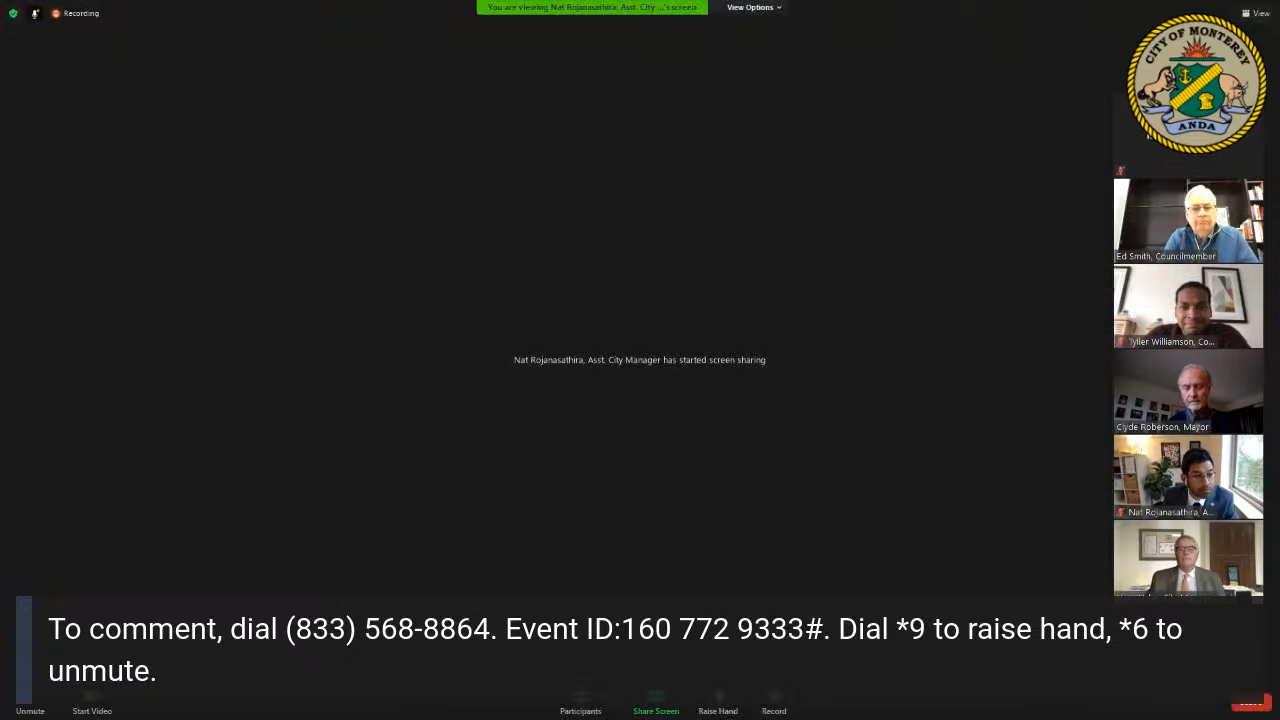 Recording
You are viewing Nat Rojanasathira, Asst. City ...'s screen
View Options
View
CITY OF MONTEREY
ANDA
Ed Smith, Councilmember
Tyller Williamson, Co...
Nat Rojanasathira, Asst. City Manager has started screen sharing
Clyde Roberson, Mayor
Nat Rojanasathira, A...
To comment, dial (833) 568-8864. Event ID:160 772 9333#. Dial *9 to raise hand, *6 to
unmute.
Unmute
Start Video
Participants
Share Screen
Raise Hand
Record